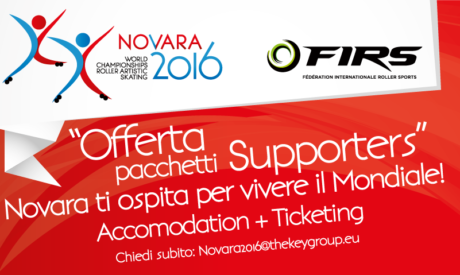 NOVARA
2016
WORLD
CHAMPIONSHIPS
ROLLER ARTISTIC
SKATING
FIRS
FÉDÉRATION INTERNATIONALE ROLLER SPORTS
"Offerta
pacchetti Supporters"
Novara ti ospita per vivere il Mondiale!
Accomodation + Ticketing
Chiedi subito: Novara2016@thekeygroup.eu